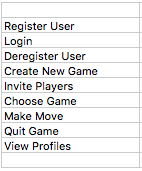 Register User
Login
Deregister User
Create New Game
Invite Players
Choose Game
Make Move
Quit Game
View Profiles